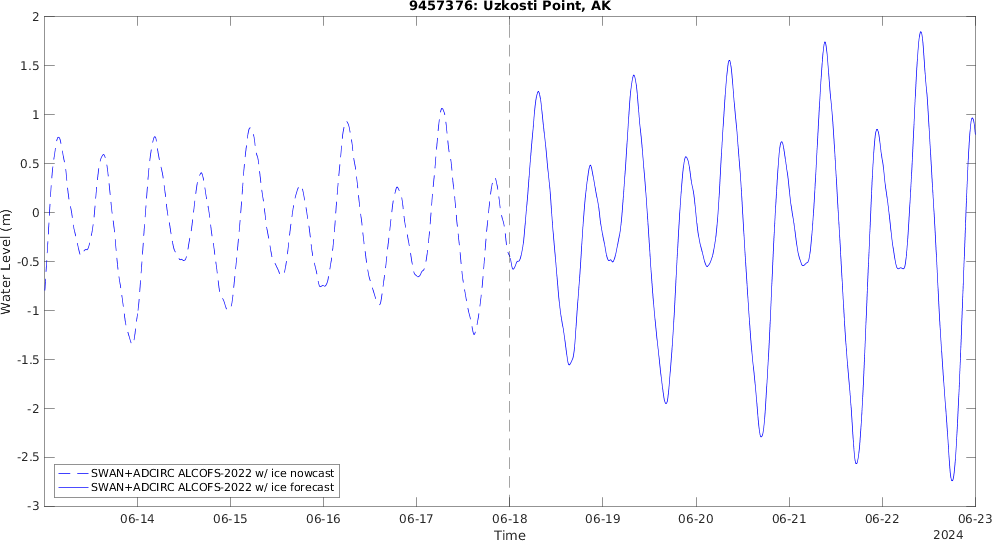 9457376: Uzkosti Point, AK
2
1.5
1
0.5
0
-0.5
-1
-1.5
-2
-2.5
-3
Water Level (m)
SWAN+ADCIRC ALCOFS-2022 w/ ice nowcast
SWAN+ADCIRC ALCOFS-2022 w/ ice forecast
06-14 06-15 06-16 06-17 06-18 06-19 06-20 06-21 06-22 06-23
Time
2024